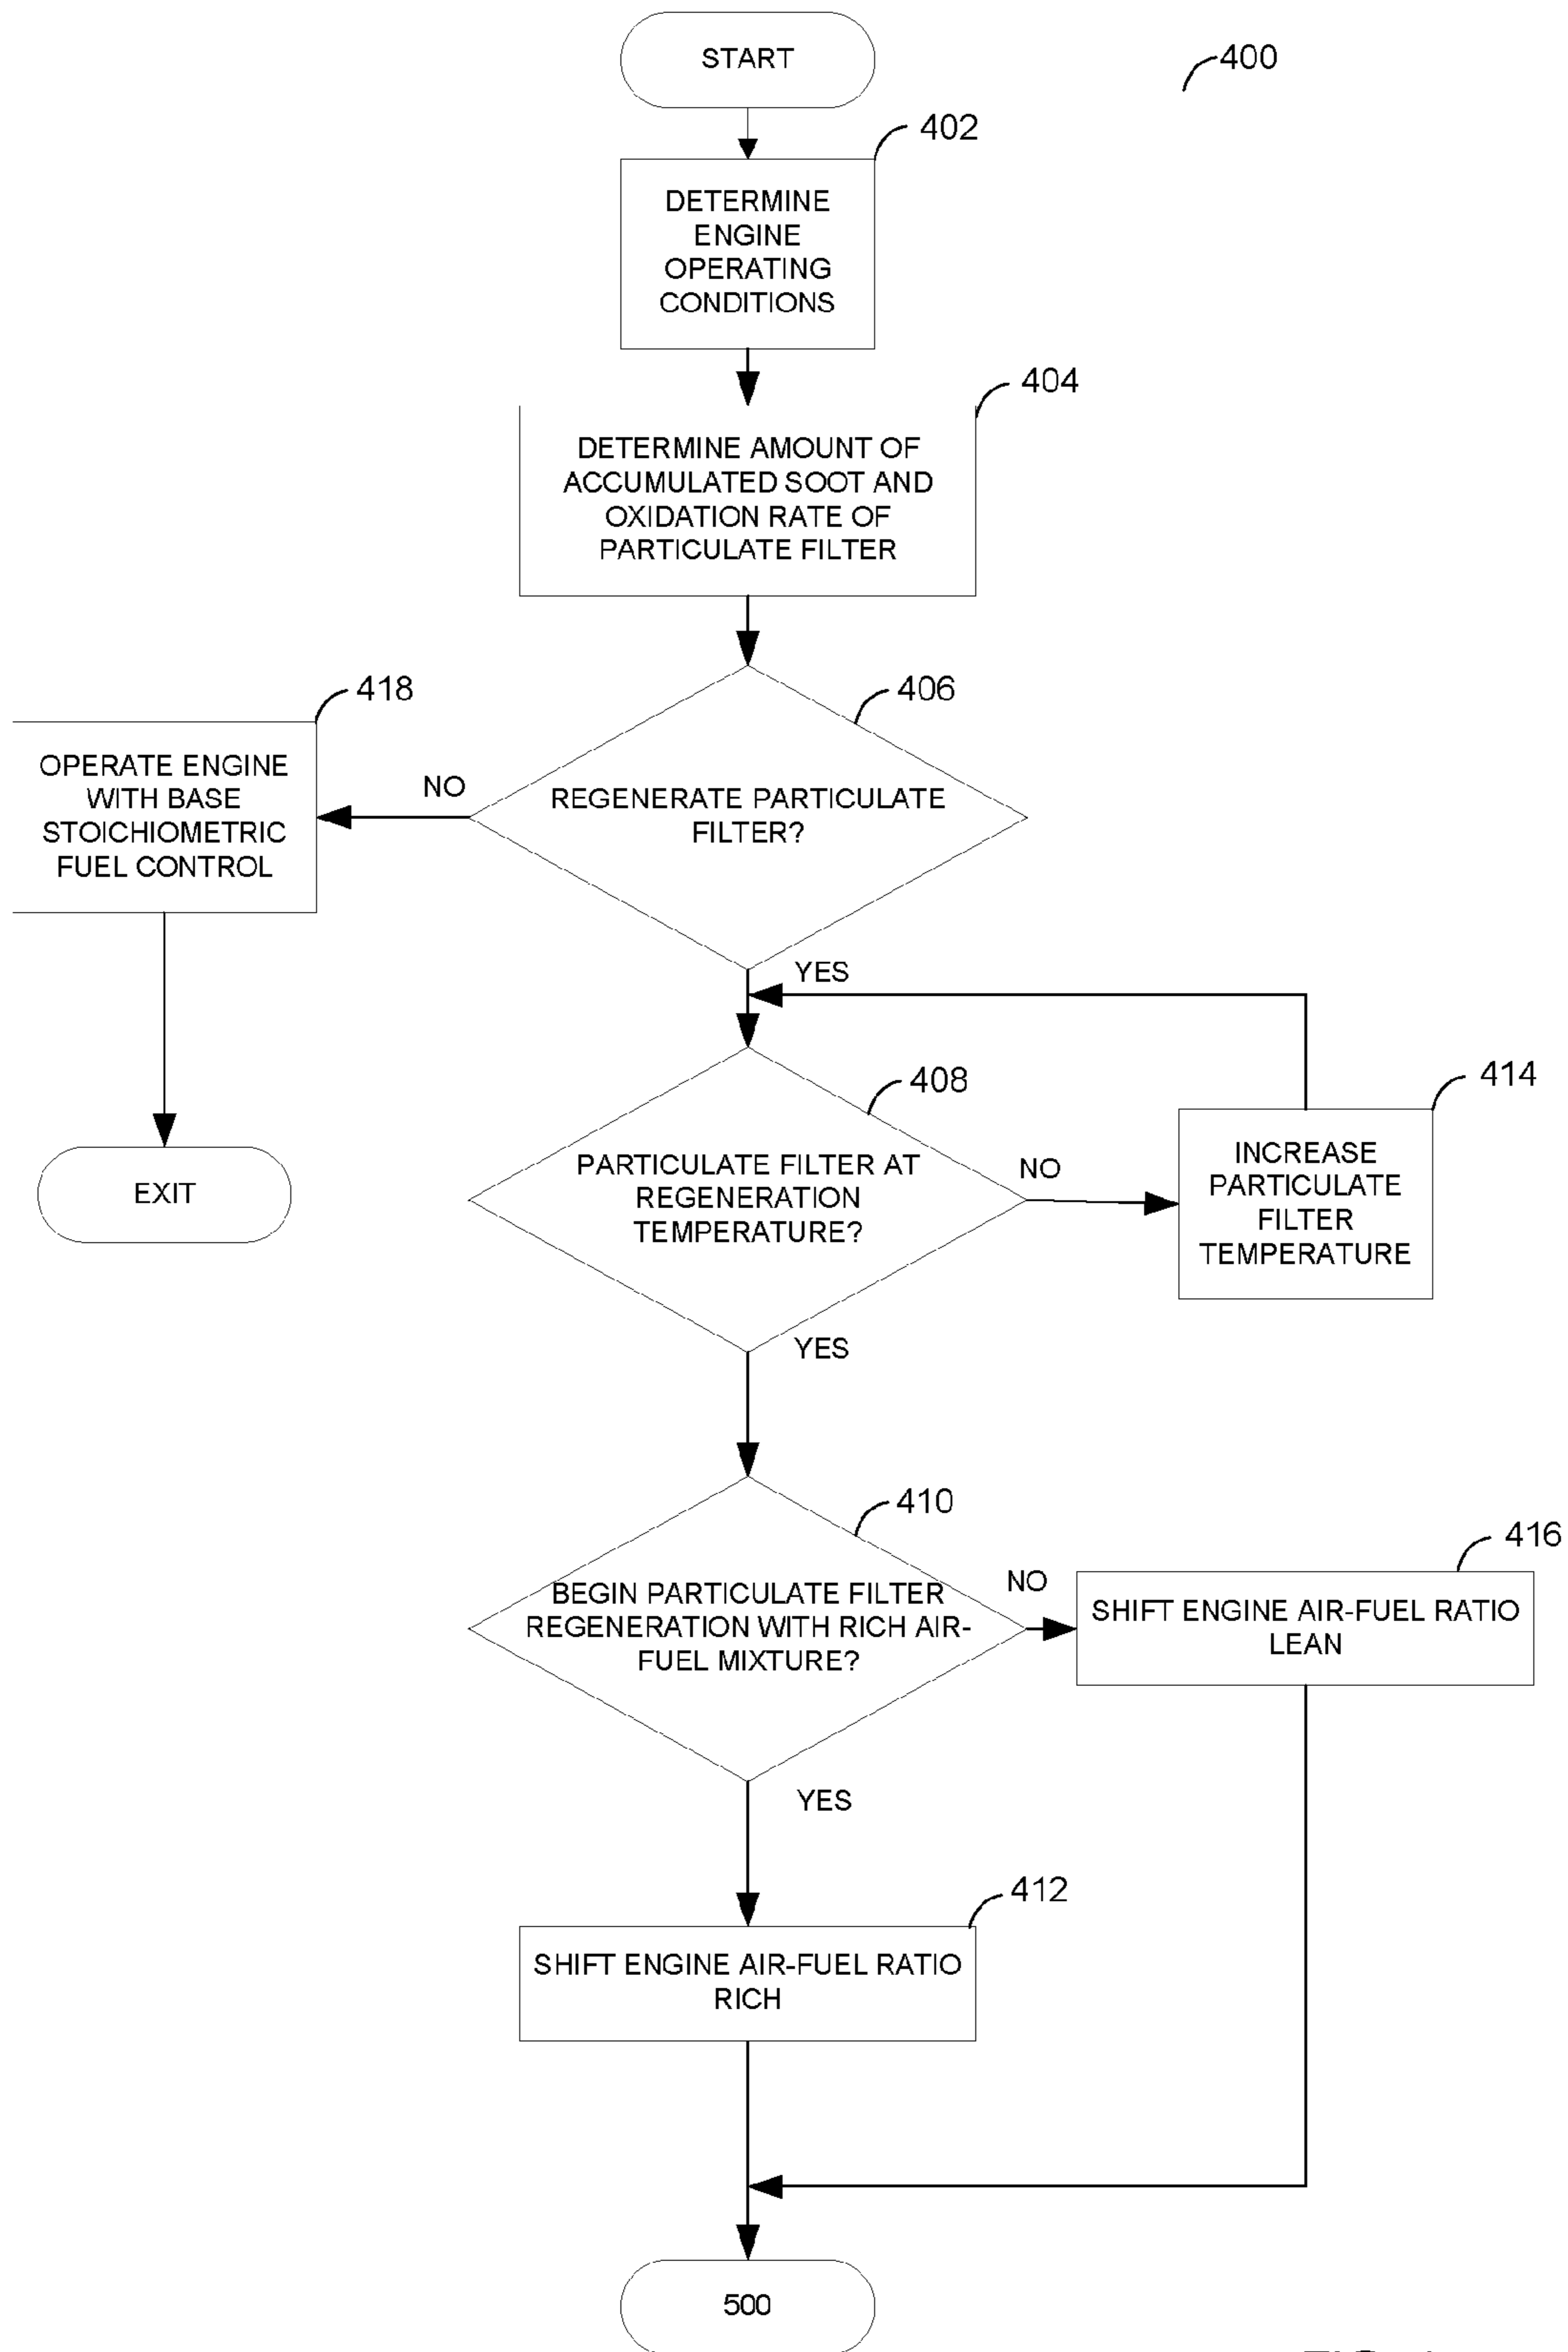 START
400
402
DETERMINE
ENGINE
OPERATING
CONDITIONS
404
DETERMINE AMOUNT OF
ACCUMULATED SOOT AND
OXIDATION RATE OF
PARTICULATE FILTER
418
406
OPERATE ENGINE
WITH BASE
STOICHIOMETRIC
FUEL CONTROL
NO
REGENERATE PARTICULATE
FILTER?
YES
408
414
EXIT
PARTICULATE FILTER AT
REGENERATION
TEMPERATURE?
NO
INCREASE
PARTICULATE
FILTER
TEMPERATURE
YES
410
416
BEGIN PARTICULATE FILTER
REGENERATION WITH RICH AIR-
FUEL MIXTURE?
NO
SHIFT ENGINE AIR-FUEL RATIO
LEAN
YES
412
SHIFT ENGINE AIR-FUEL RATIO
RICH
500